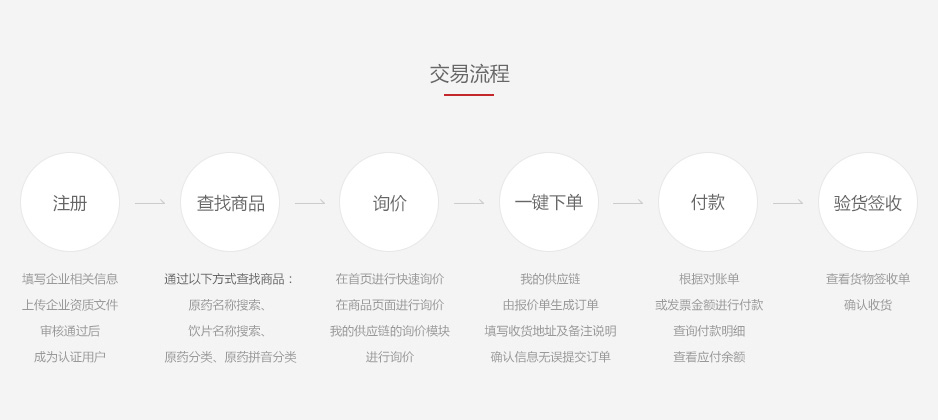 交易流程
注册
查找商品
询价
一键下单
付款
验货签收
填写企业相关信息
上传企业资质文件
审核通过后
成为认证用户
通过以下方式查找商品：
原药名称搜索、
饮片名称搜索、
原药分类、原药拼音分类
在首页进行快速询价
在商品页面进行询价
我的供应链的询价模块
进行询价
我的供应链
由报价单生成订单
填写收货地址及备注说明
确认信息无误提交订单
根据对账单
或发票金额进行付款
查询付款明细
查看应付余额
查看货物签收单
确认收货